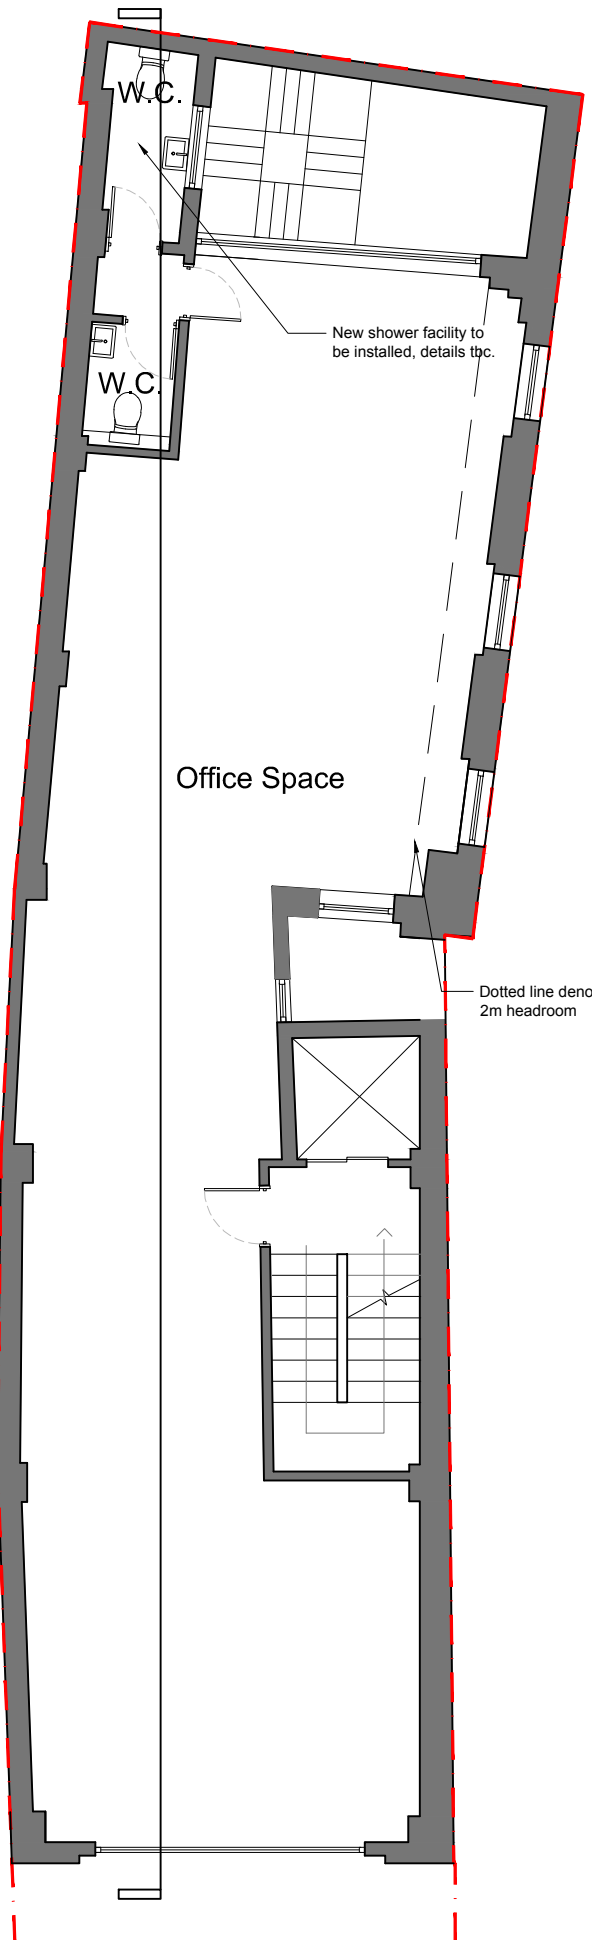 W.C.
New shower facility to
be installed, details tbc.
W.C.
Office Space
Dotted line deno
2m headroom